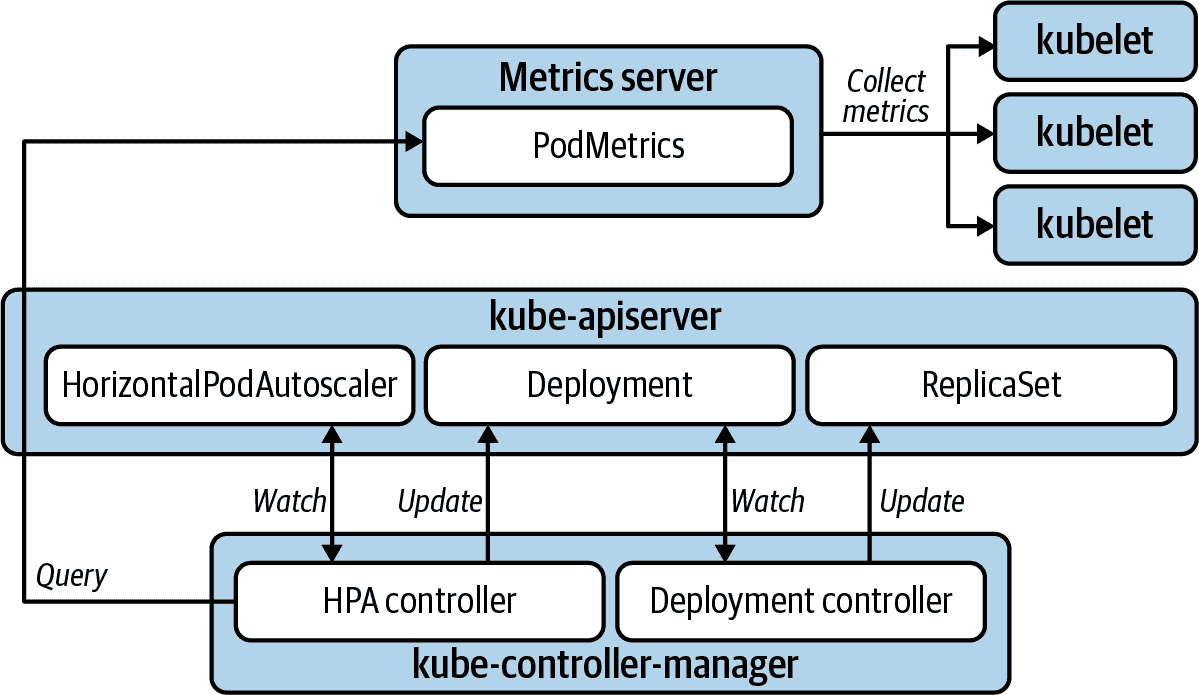 kubelet
Metrics server
Collect
metrics
PodMetrics
kubelet
kubelet
kube-apiserver
HorizontalPodAutoscaler
Deployment
ReplicaSet
Watch
Update
Watch
Update
Query
HPA controller
Deployment controller
kube-controller-manager